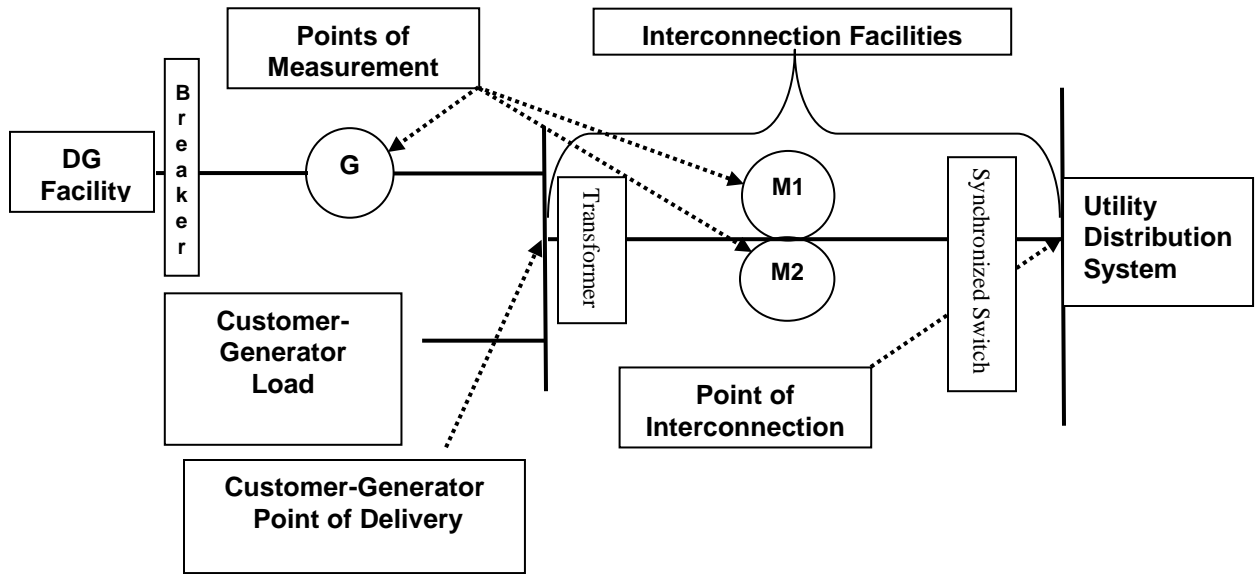 Points of
Measurement
Interconnection Facilities
Breaker
DG
Facility
G
M1
M2
Transformer
Synchronized Switch
Utility
Distribution
System
Customer-
Generator
Load
Point of
Interconnection
Customer-Generator
Point of Delivery